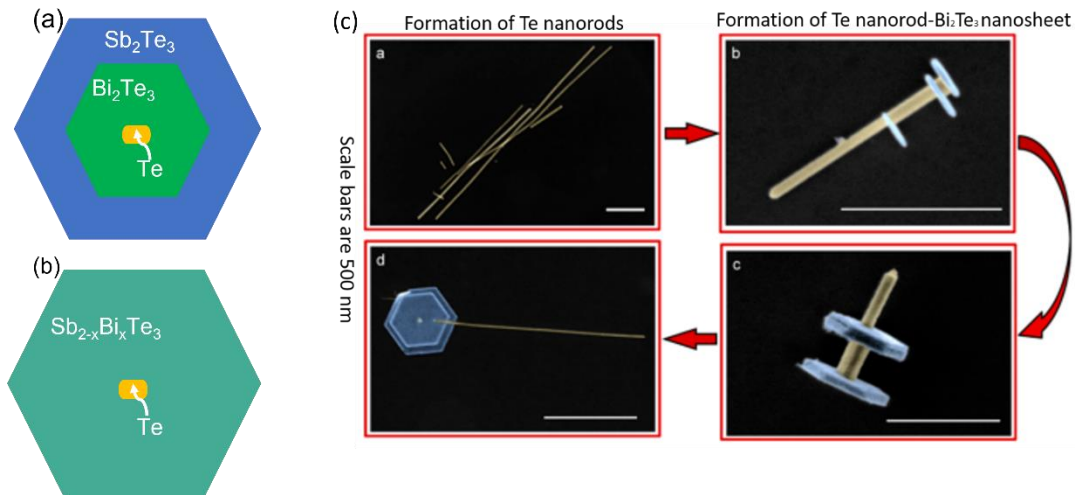 (a)
Sb₂Te₃
Bi₂Te₃
Te
(b)
Sb₂₋ₓBiₓTe₃
Te
(c)
Formation of Te nanorods
Formation of Te nanorod-Bi₂Te₃ nanosheet
Scale bars are 500 nm
a
b
d
c